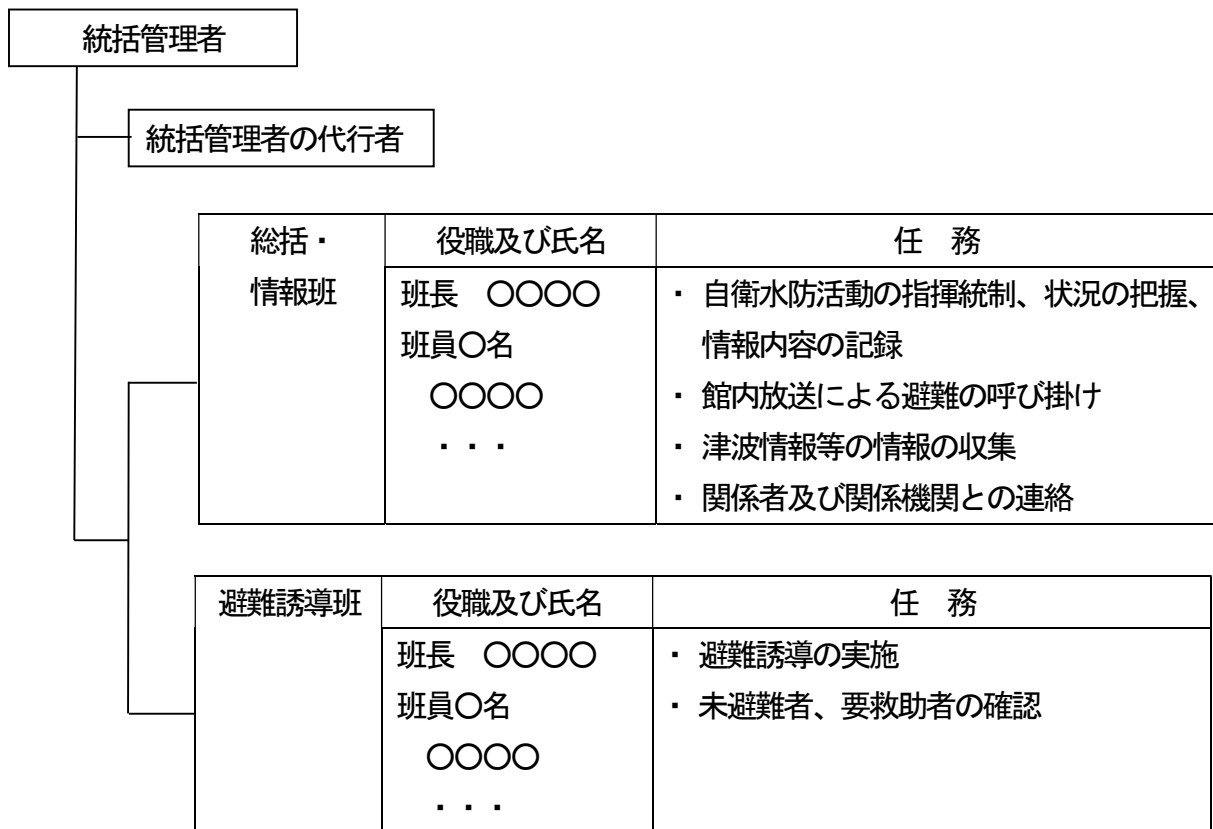 統括管理者
統括管理者の代行者
総括・
情報班
役職及び氏名
任　務
班長　〇〇〇〇
班員〇名
〇〇〇〇
・・・
・ 自衛水防活動の指揮統制、状況の把握、
情報内容の記録
・ 館内放送による避難の呼び掛け
・ 津波情報等の情報の収集
・ 関係者及び関係機関との連絡
避難誘導班
役職及び氏名
任　務
班長　〇〇〇〇
班員〇名
〇〇〇〇
・・・
・ 避難誘導の実施
・ 未避難者、要救助者の確認